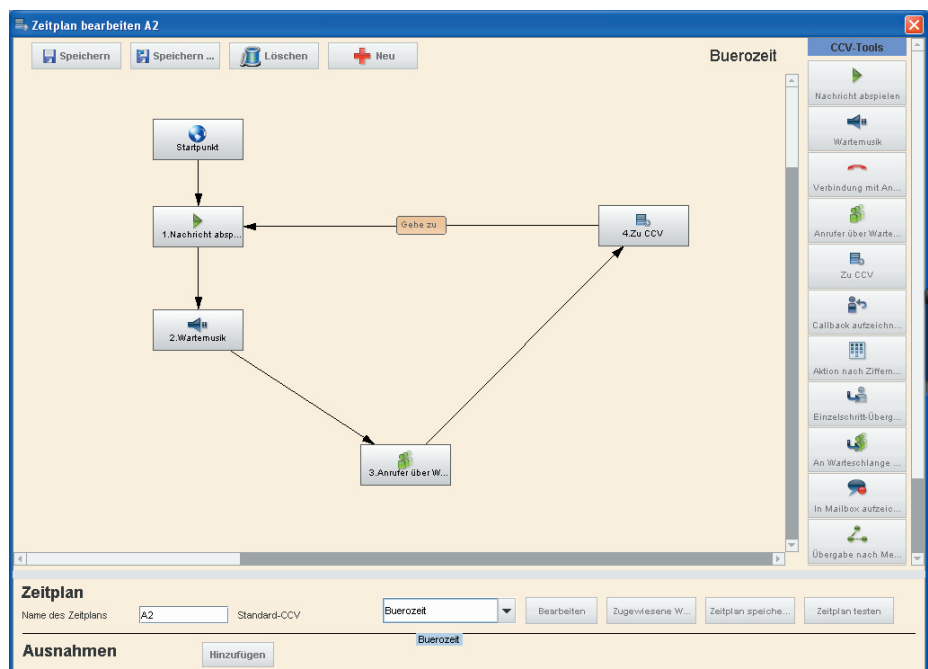 Zeitplan bearbeiten A2
Speichern
Speichern ...
Löschen
Neu
Buerozeit
CCV-Tools
Nachricht abspielen
Wartemusik
Verbindung mit An...
Anrufer über Warte...
Zu CCV
Callback aufzeichn...
Aktion nach Ziffern...
Einzelschritt-Überg...
An Warteschlange ...
In Mailbox aufzeic...
Übergabe nach Me...
Startpunkt
1.Nachricht absp...
Gehe zu
4.Zu CCV
2.Wartemusik
3.Anrufer über W...
Zeitplan
Name des Zeitplans
A2
Standard-CCV
Buerozeit
Bearbeiten
Zugewiesene W...
Zeitplan speiche...
Zeitplan testen
Buerozeit
Ausnahmen
Hinzufügen